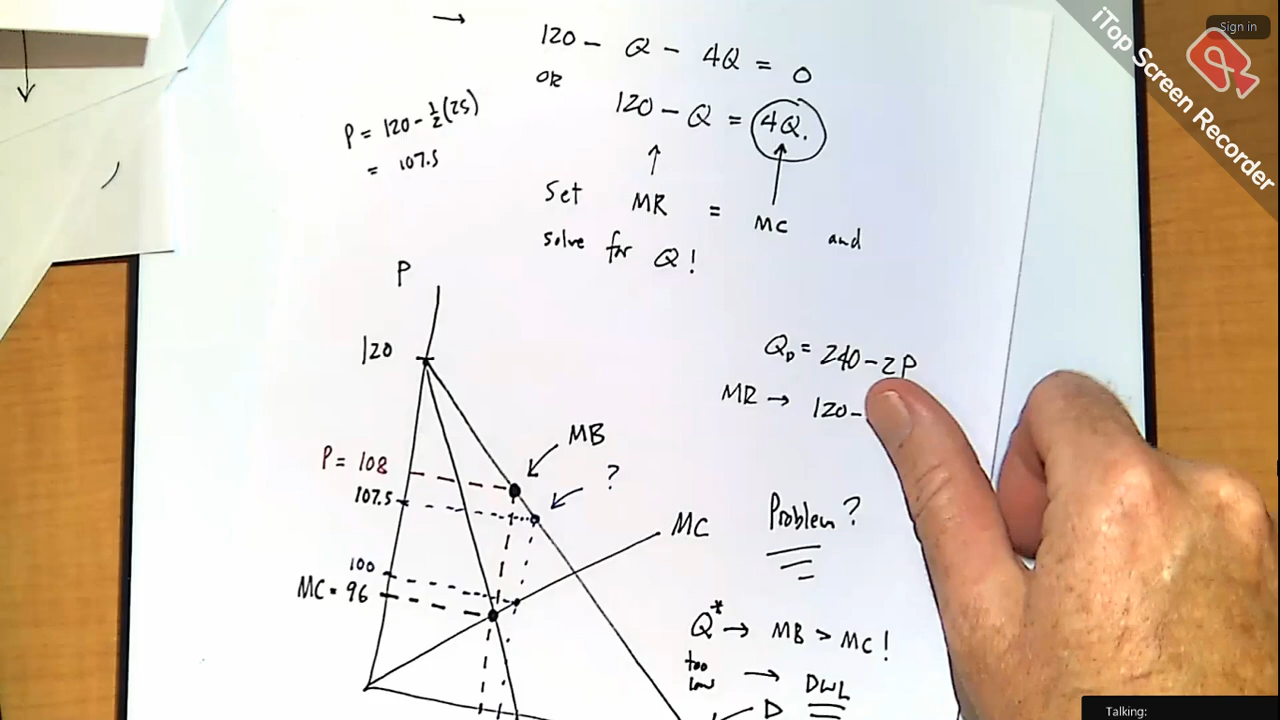 →
120 - Q - 4Q = 0
OR
120 - Q = 4Q.
P = 120 - ½(25)
= 107.5
Set MR = MC and
solve for Q!
P
120
Q_D = 240 - 2P
MR → 120 -
MB
?
P = 108
107.5
Problem?
MC
100
MC = 96
Q* → MB > MC!
too
low → DWL
D
iTop Screen Recorder
Sign in
Talking: